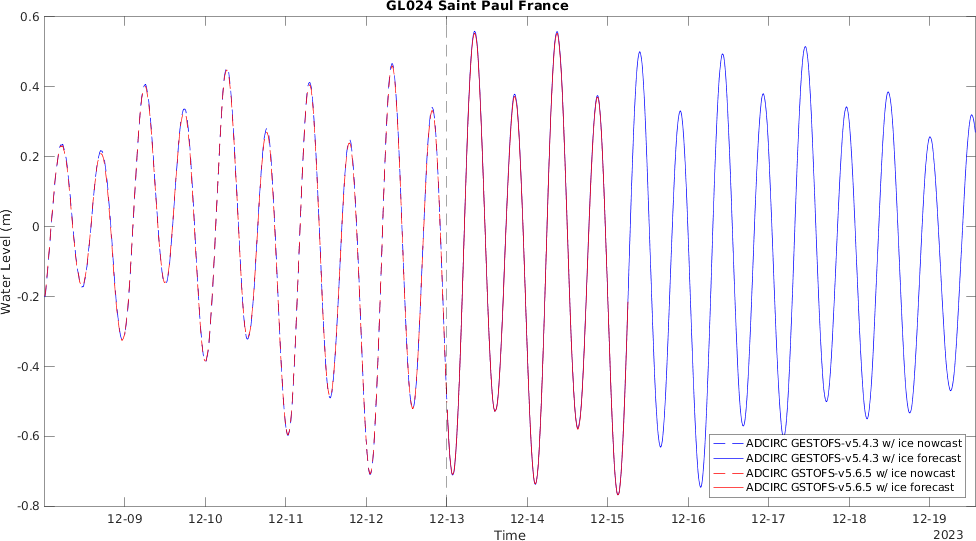 GL024 Saint Paul France
0.6
0.4
0.2
0
-0.2
-0.4
-0.6
-0.8
Water Level (m)
ADCIRC GESTOFS-v5.4.3 w/ ice nowcast
ADCIRC GESTOFS-v5.4.3 w/ ice forecast
ADCIRC GSTOFS-v5.6.5 w/ ice nowcast
ADCIRC GSTOFS-v5.6.5 w/ ice forecast
12-09 12-10 12-11 12-12 12-13 12-14 12-15 12-16 12-17 12-18 12-19
Time
2023